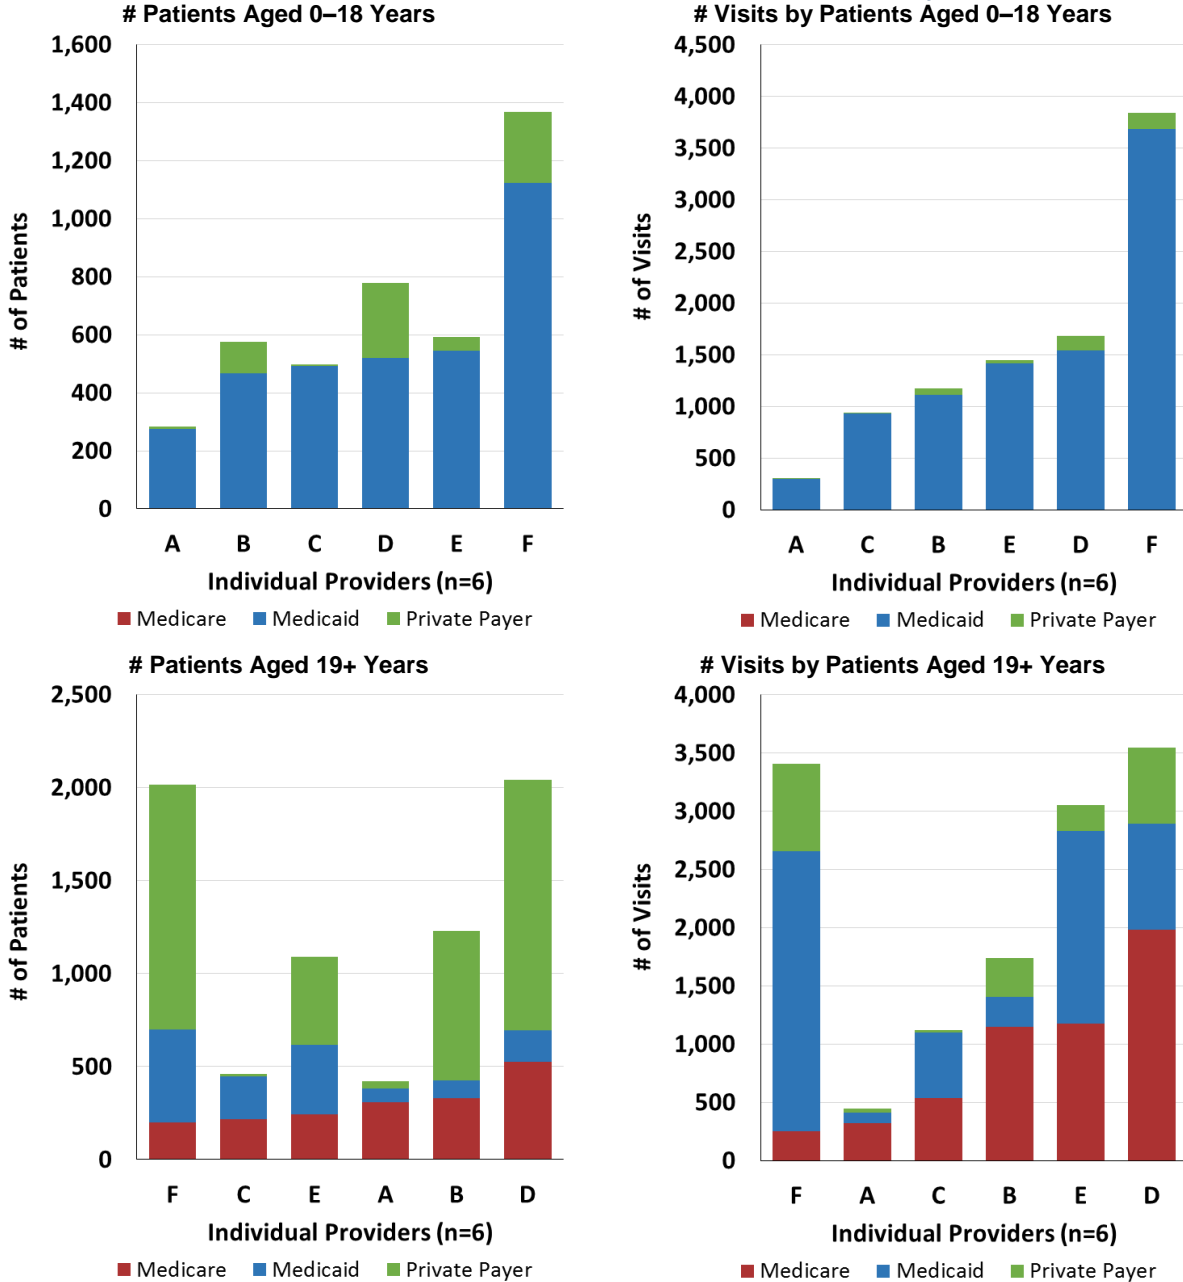 # Patients Aged 0–18 Years
1,600
1,400
1,200
1,000
800
600
400
200
0
# of Patients
A B C D E F
Individual Providers (n=6)
Medicare Medicaid Private Payer
# Visits by Patients Aged 0–18 Years
4,500
4,000
3,500
3,000
2,500
2,000
1,500
1,000
500
0
# of Visits
A C B E D F
Individual Providers (n=6)
Medicare Medicaid Private Payer
# Patients Aged 19+ Years
2,500
2,000
1,500
1,000
500
0
# of Patients
F C E A B D
Individual Providers (n=6)
Medicare Medicaid Private Payer
# Visits by Patients Aged 19+ Years
4,000
3,500
3,000
2,500
2,000
1,500
1,000
500
0
# of Visits
F A C B E D
Individual Providers (n=6)
Medicare Medicaid Private Payer